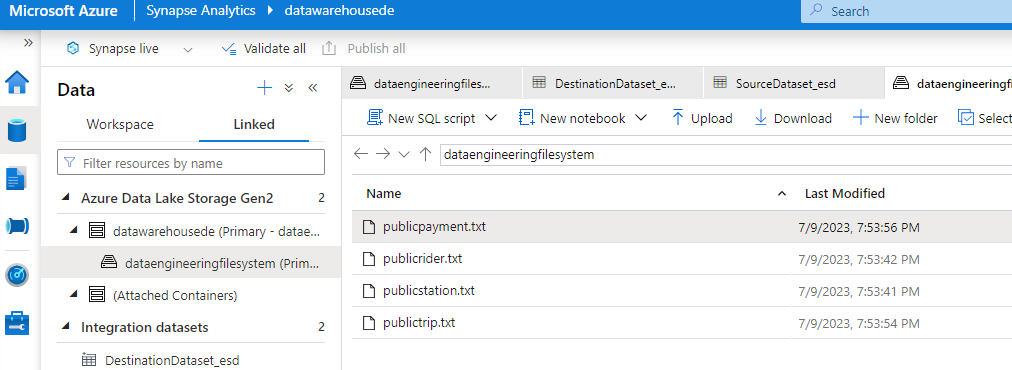 Microsoft Azure Synapse Analytics datawarehousede Search
Synapse live Validate all Publish all
Data
Workspace Linked
Filter resources by name
Azure Data Lake Storage Gen2 2
datawarehousede (Primary - datae...
dataengineeringfilesystem (Prim...
(Attached Containers)
Integration datasets 2
DestinationDataset_esd
dataengineeringfiles... DestinationDataset_e... SourceDataset_esd dataengineeringf
New SQL script New notebook Upload Download New folder Select
dataengineeringfilesystem
Name Last Modified
publicpayment.txt 7/9/2023, 7:53:56 PM
publicrider.txt 7/9/2023, 7:53:42 PM
publicstation.txt 7/9/2023, 7:53:41 PM
publictrip.txt 7/9/2023, 7:53:54 PM